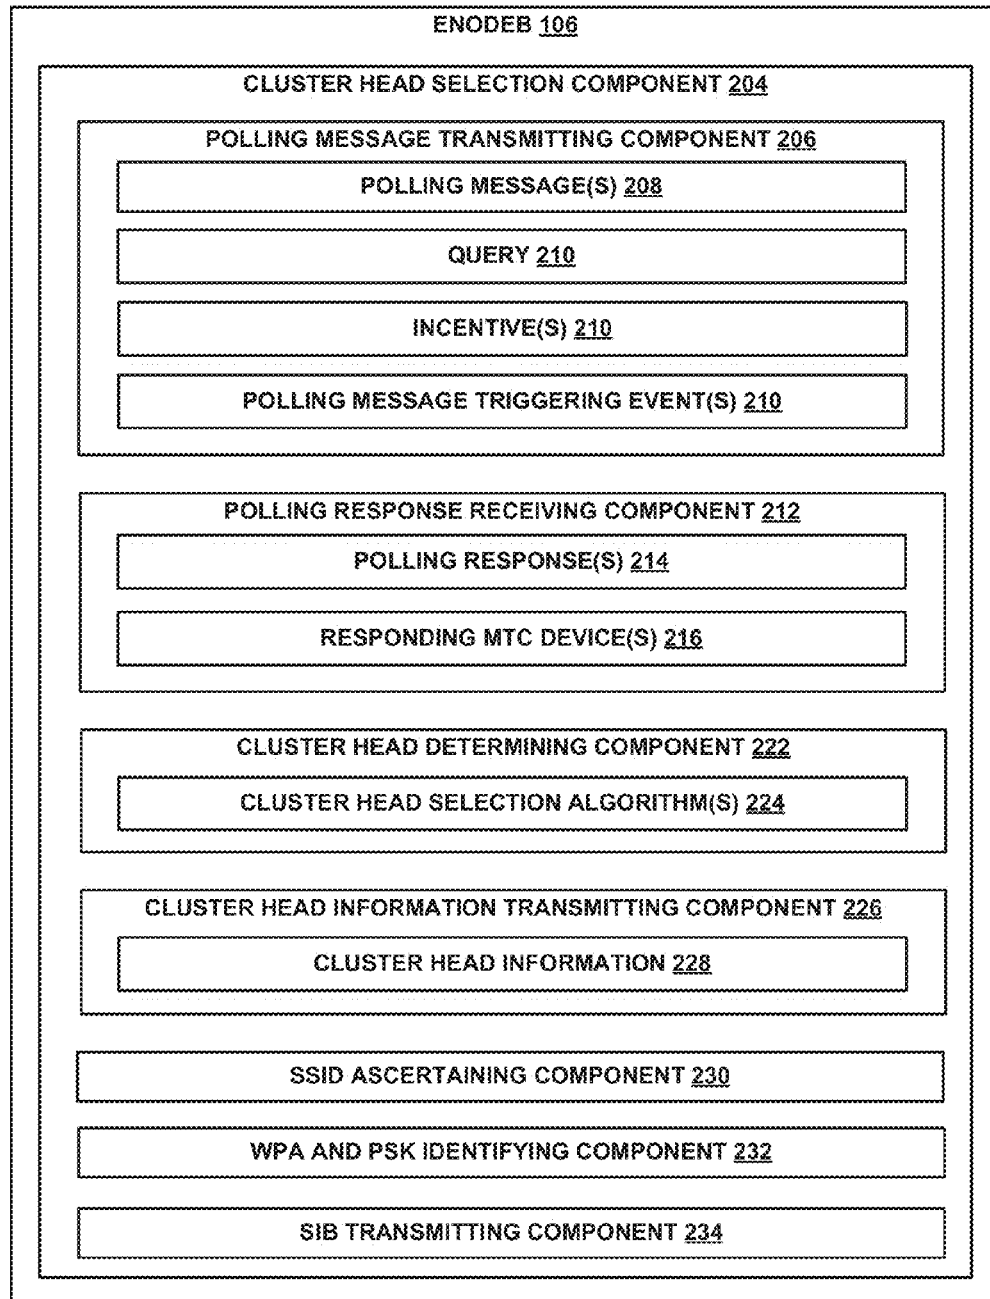 ENODEB 106
CLUSTER HEAD SELECTION COMPONENT 204
POLLING MESSAGE TRANSMITTING COMPONENT 206
POLLING MESSAGE(S) 208
QUERY 210
INCENTIVE(S) 210
POLLING MESSAGE TRIGGERING EVENT(S) 210
POLLING RESPONSE RECEIVING COMPONENT 212
POLLING RESPONSE(S) 214
RESPONDING MTC DEVICE(S) 216
CLUSTER HEAD DETERMINING COMPONENT 222
CLUSTER HEAD SELECTION ALGORITHM(S) 224
CLUSTER HEAD INFORMATION TRANSMITTING COMPONENT 226
CLUSTER HEAD INFORMATION 228
SSID ASCERTAINING COMPONENT 230
WPA AND PSK IDENTIFYING COMPONENT 232
SIB TRANSMITTING COMPONENT 234